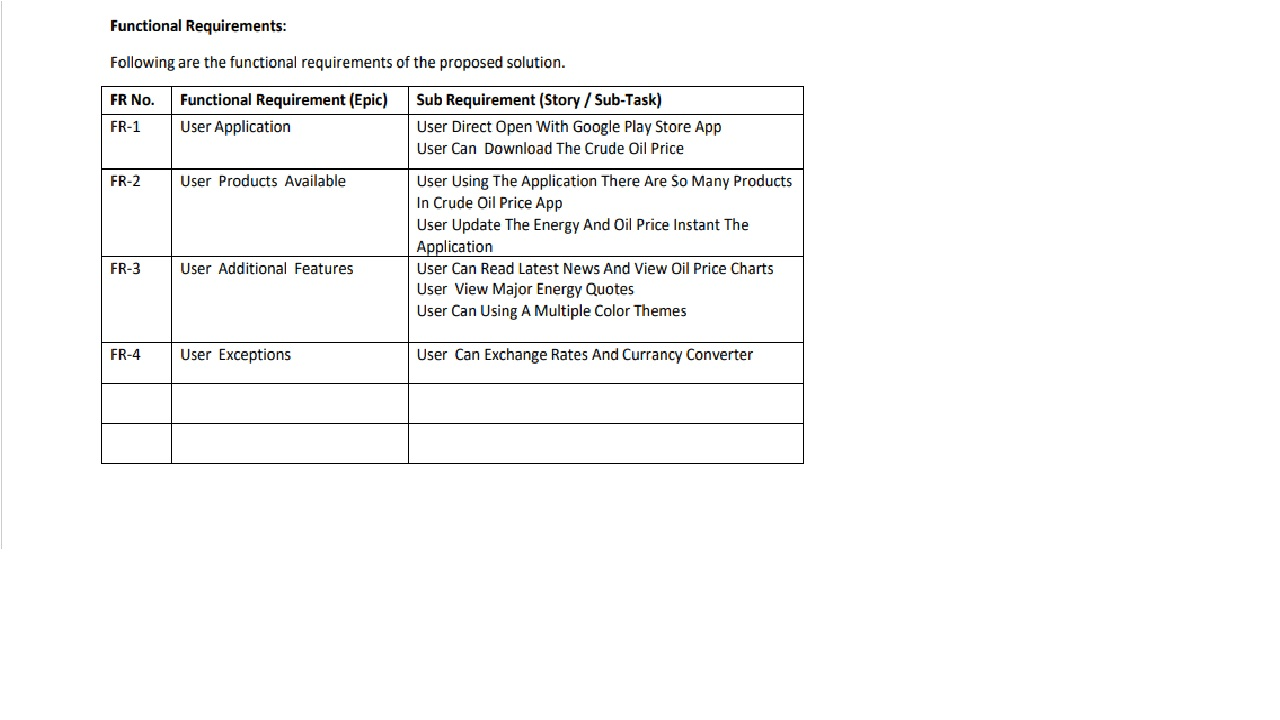 Functional Requirements:
Following are the functional requirements of the proposed solution.
FR No. Functional Requirement (Epic) Sub Requirement (Story / Sub-Task)
FR-1 User Application User Direct Open With Google Play Store App
User Can Download The Crude Oil Price
FR-2 User Products Available User Using The Application There Are So Many Products
In Crude Oil Price App
User Update The Energy And Oil Price Instant The
Application
FR-3 User Additional Features User Can Read Latest News And View Oil Price Charts
User View Major Energy Quotes
User Can Using A Multiple Color Themes
FR-4 User Exceptions User Can Exchange Rates And Currancy Converter